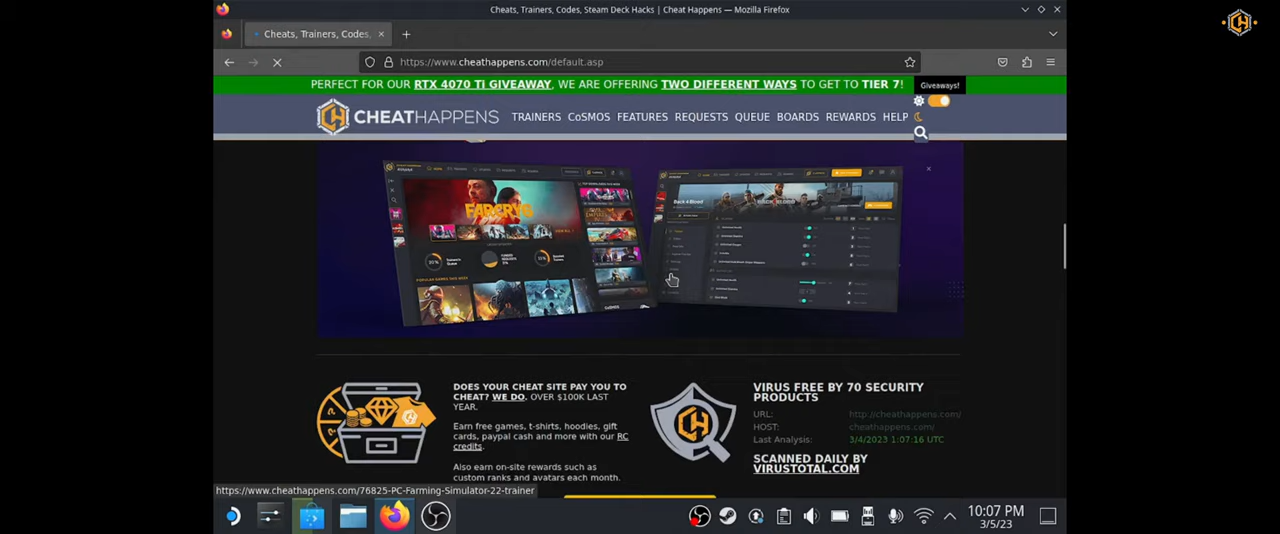 Cheats, Trainers, Codes, Steam Deck Hacks | Cheat Happens — Mozilla Firefox
Cheats, Trainers, Codes,
https://www.cheathappens.com/default.asp
PERFECT FOR OUR RTX 4070 Ti GIVEAWAY, WE ARE OFFERING TWO DIFFERENT WAYS TO GET TO TIER 7!
Giveaways!
CHEATHAPPENS
TRAINERS CoSMOS FEATURES REQUESTS QUEUE BOARDS REWARDS HELP
FARCRY6
Back 4 Blood
DOES YOUR CHEAT SITE PAY YOU TO
CHEAT? WE DO. OVER $100K LAST
YEAR.
Earn free games, t-shirts, hoodies, gift
cards, paypal cash and more with our RC
credits.
Also earn on-site rewards such as
custom ranks and avatars each month.
VIRUS FREE BY 70 SECURITY
PRODUCTS
URL: http://cheathappens.com/
HOST: cheathappens.com/
Last Analysis: 3/4/2023 1:07:16 UTC
SCANNED DAILY BY
VIRUSTOTAL.COM
https://www.cheathappens.com/76825-PC-Farming-Simulator-22-trainer
10:07 PM
3/5/23